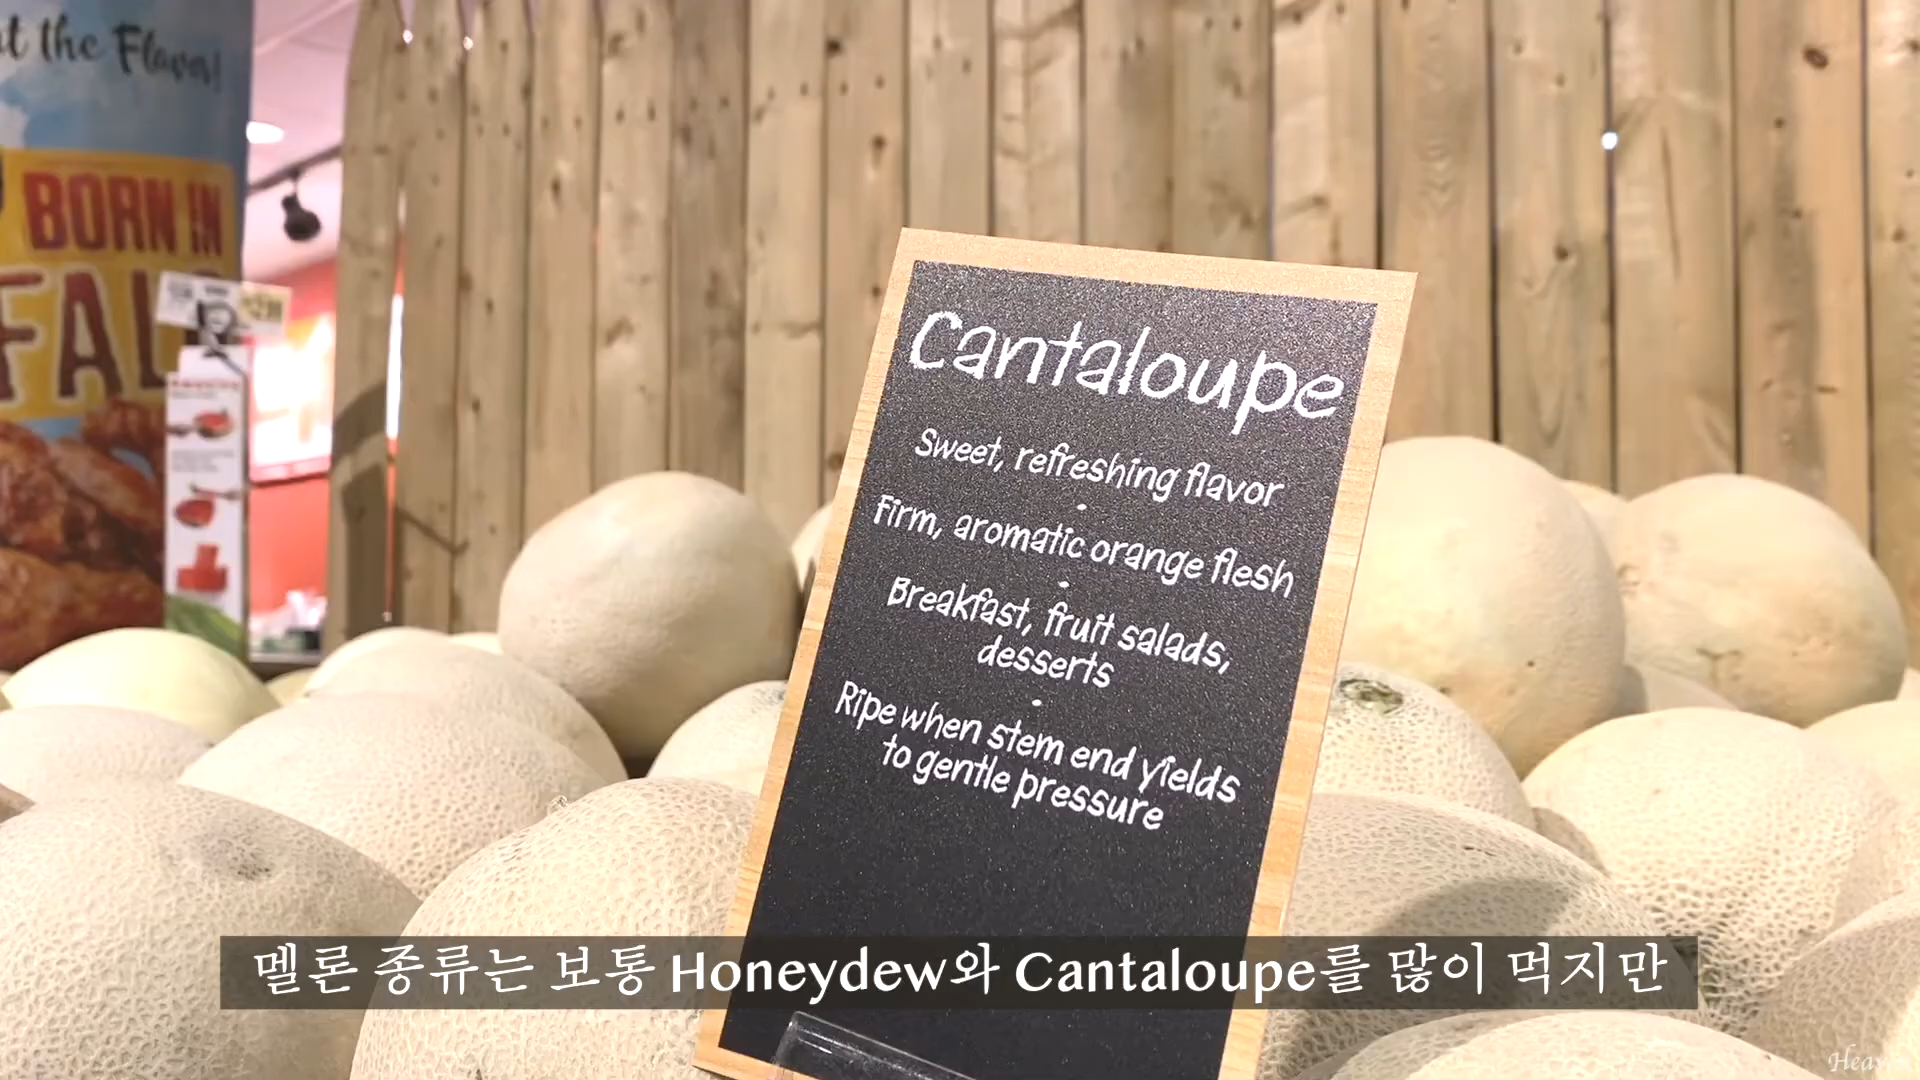 at the Flavor!
BORN IN
Cantaloupe
Sweet, refreshing flavor
Firm, aromatic orange flesh
Breakfast, fruit salads,
desserts
Ripe when stem end yields
to gentle pressure
멜론 종류는 보통 Honeydew와 Cantaloupe를 많이 먹지만